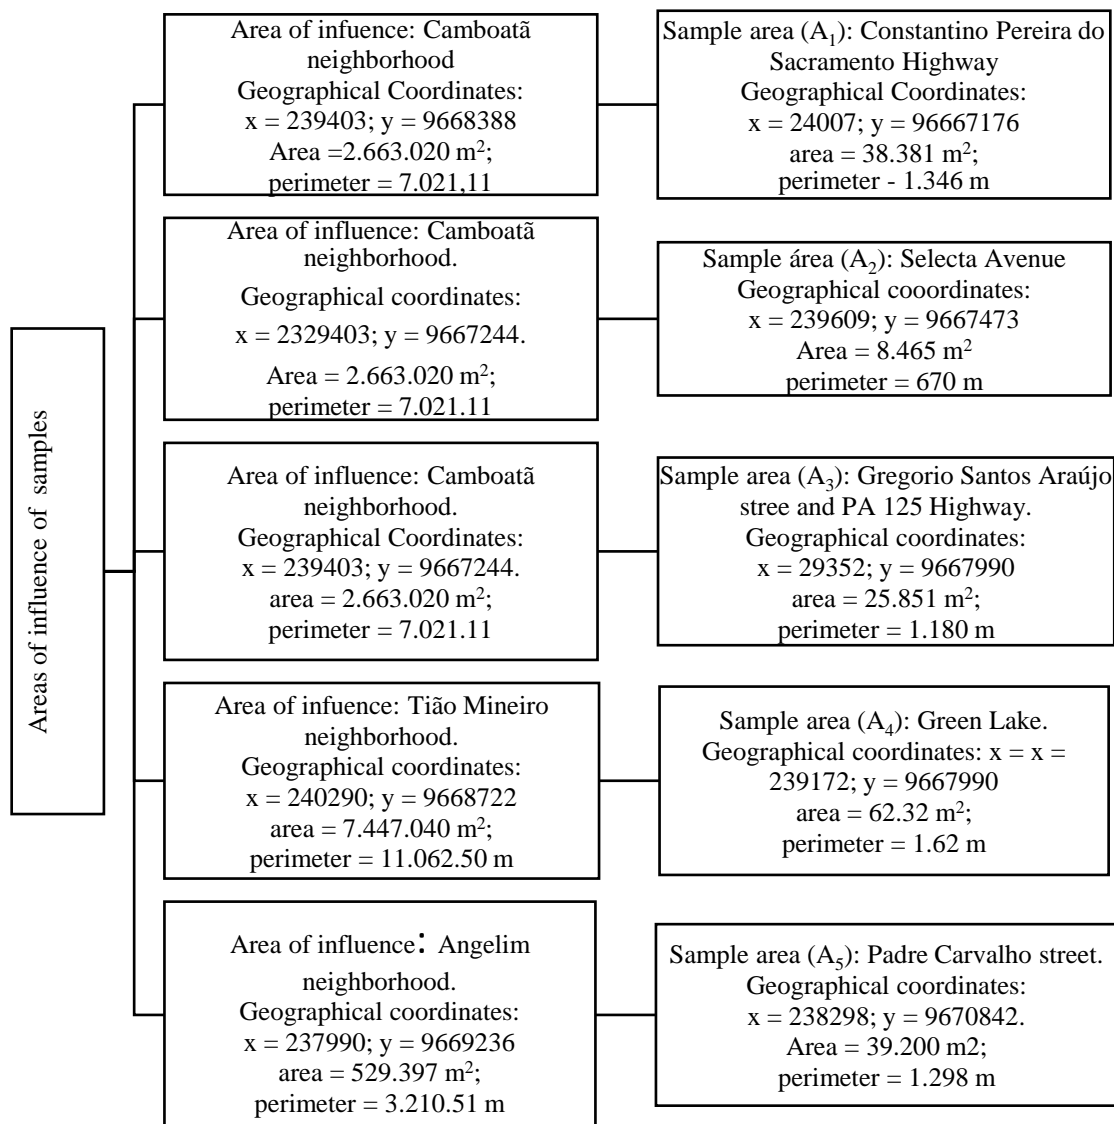 Areas of influence of samples
Area of infuence: Camboatã
neighborhood
Geographical Coordinates:
x = 239403; y = 9668388
Area =2.663.020 m²;
perimeter = 7.021,11
Sample area (A₁): Constantino Pereira do
Sacramento Highway
Geographical Coordinates:
x = 24007; y = 96667176
area = 38.381 m²;
perimeter - 1.346 m
Area of influence: Camboatã
neighborhood.
Geographical coordinates:
x = 2329403; y = 9667244.
Area = 2.663.020 m²;
perimeter = 7.021.11
Sample área (A₂): Selecta Avenue
Geographical cooordinates:
x = 239609; y = 9667473
Area = 8.465 m²
perimeter = 670 m
Area of influence: Camboatã
neighborhood.
Geographical Coordinates:
x = 239403; y = 9667244.
area = 2.663.020 m²;
perimeter = 7.021.11
Sample area (A₃): Gregorio Santos Araújo
stree and PA 125 Highway.
Geographical coordinates:
x = 29352; y = 9667990
area = 25.851 m²;
perimeter = 1.180 m
Area of infuence: Tião Mineiro
neighborhood.
Geographical coordinates:
x = 240290; y = 9668722
area = 7.447.040 m²;
perimeter = 11.062.50 m
Sample area (A₄): Green Lake.
Geographical coordinates: x = x =
239172; y = 9667990
area = 62.32 m²;
perimeter = 1.62 m
Area of influence: Angelim
neighborhood.
Geographical coordinates:
x = 237990; y = 9669236
area = 529.397 m²;
perimeter = 3.210.51 m
Sample area (A₅): Padre Carvalho street.
Geographical coordinates:
x = 238298; y = 9670842.
Area = 39.200 m2;
perimeter = 1.298 m